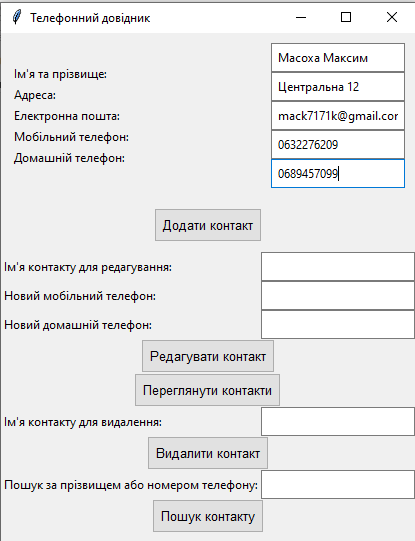 Телефонний довідник
Ім'я та прізвище: Масоха Максим
Адреса: Центральна 12
Електронна пошта: mack7171k@gmail.cor
Мобільний телефон: 0632276209
Домашній телефон: 0689457099
Додати контакт
Ім'я контакту для редагування:
Новий мобільний телефон:
Новий домашній телефон:
Редагувати контакт
Переглянути контакти
Ім'я контакту для видалення:
Видалити контакт
Пошук за прізвищем або номером телефону:
Пошук контакту